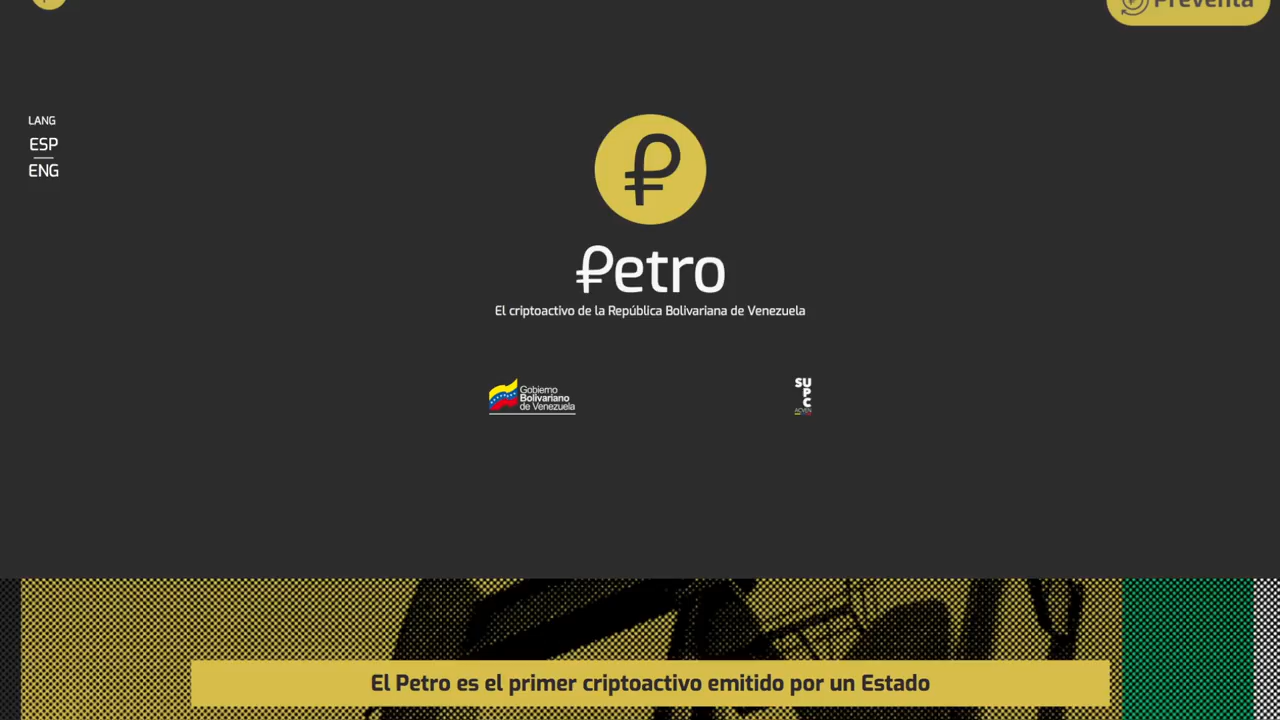 Preventa
LANG
ESP
ENG
Petro
El criptoactivo de la República Bolivariana de Venezuela
Gobierno
Bolivariano
de Venezuela
SU
P
C
El Petro es el primer criptoactivo emitido por un Estado